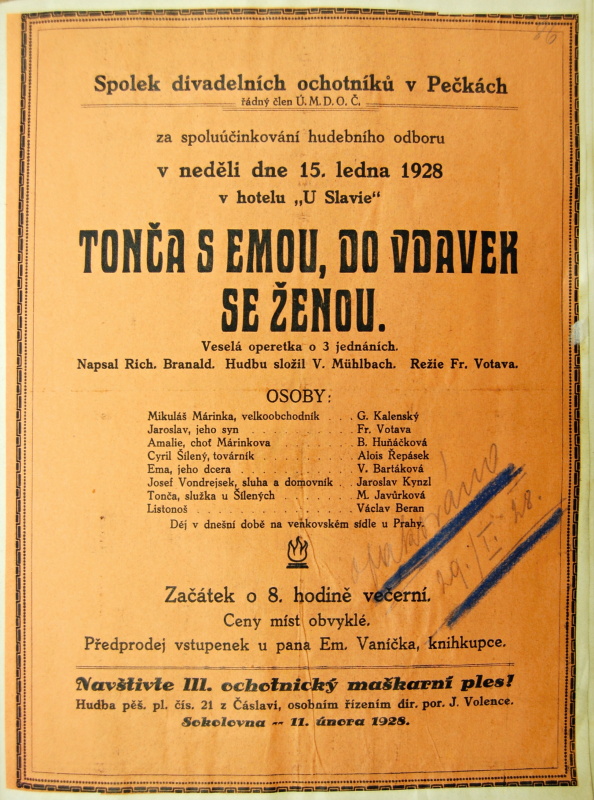 86
Spolek divadelních ochotníků v Pečkách
řádný člen Ú. M. D. O. Č.
za spoluúčinkování hudebního odboru
v neděli dne 15. ledna 1928
v hotelu „U Slavie“
TONČA S EMOU, DO VDAVEK
SE ŽENOU.
Veselá operetka o 3 jednáních.
Napsal Rich. Branald. Hudbu složil V. Mühlbach. Režie Fr. Votava.
OSOBY:
Mikuláš Márinka, velkoobchodník . . . G. Kalenský
Jaroslav, jeho syn . . . . . . . . . . Fr. Votava
Amalie, choť Márinkova . . . . . . . . B. Huňáčková
Cyril Šílený, továrník . . . . . . . . Alois Řepásek
Ema, jeho dcera . . . . . . . . . . . V. Bartáková
Josef Vondrejsek, sluha a domovník . . Jaroslav Kynzl
Tonča, služka u Šílených . . . . . . . M. Javůrková
Listonoš . . . . . . . . . . . . . . Václav Beran
Děj v dnešní době na venkovském sídle u Prahy.
opakováno
29./I. 28.
Začátek o 8. hodině večerní.
Ceny míst obvyklé.
Předprodej vstupenek u pana Em. Vaníčka, knihkupce.
Navštivte III. ochotnický maškarní ples!
Hudba pěš. pl. čís. 21 z Čáslavi, osobním řízením dir. por. J. Volence.
Sokolovna -- 11. února 1928.